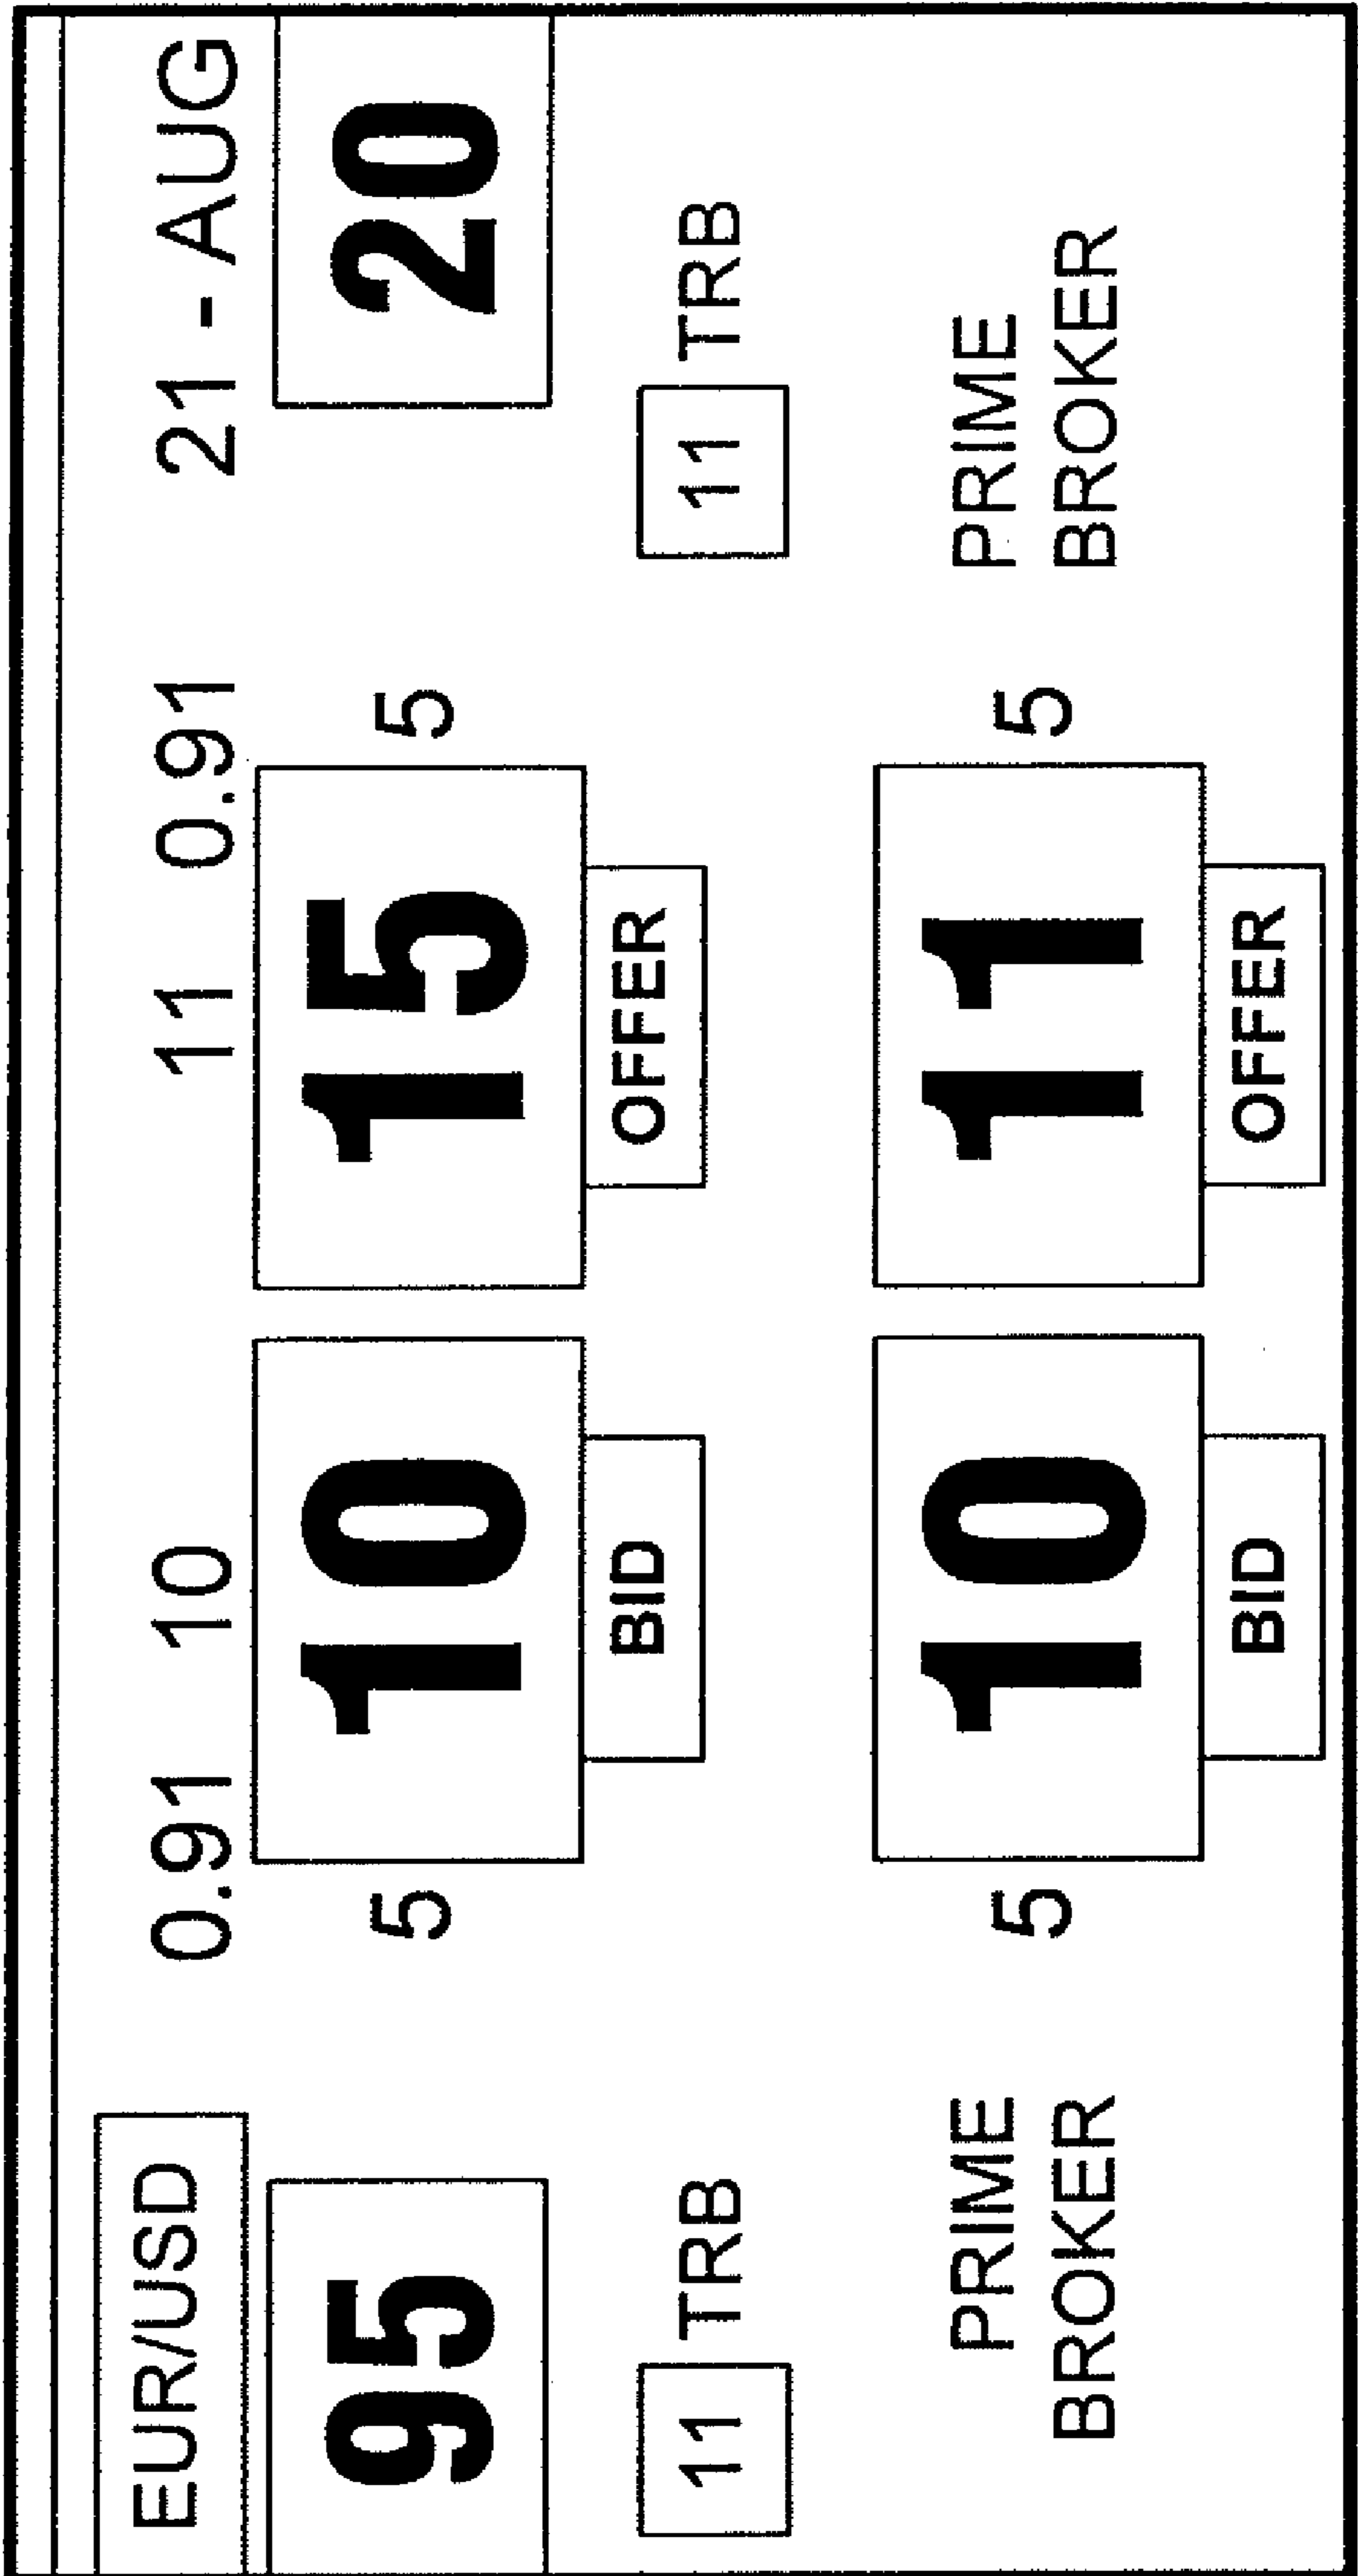 EUR/USD 0.91 10 11 0.91 21 - AUG
95 5 10 15 5 20
BID OFFER
11 TRB 11 TRB
PRIME BROKER 5 10 11 5 PRIME BROKER
BID OFFER